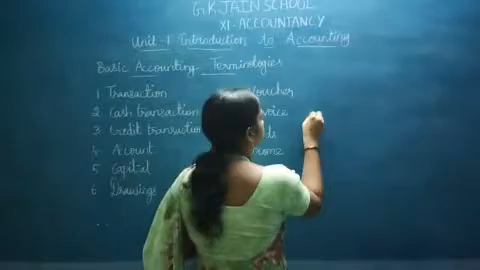 G.K. JAIN SCHOOL
XI- ACCOUNTANCY
Unit-1 Introduction to Accounting
Basic Accounting Terminologies
1 Transaction
2 Cash transaction
3 Credit transaction
4 Account
5 Capital
6 Drawings
Voucher